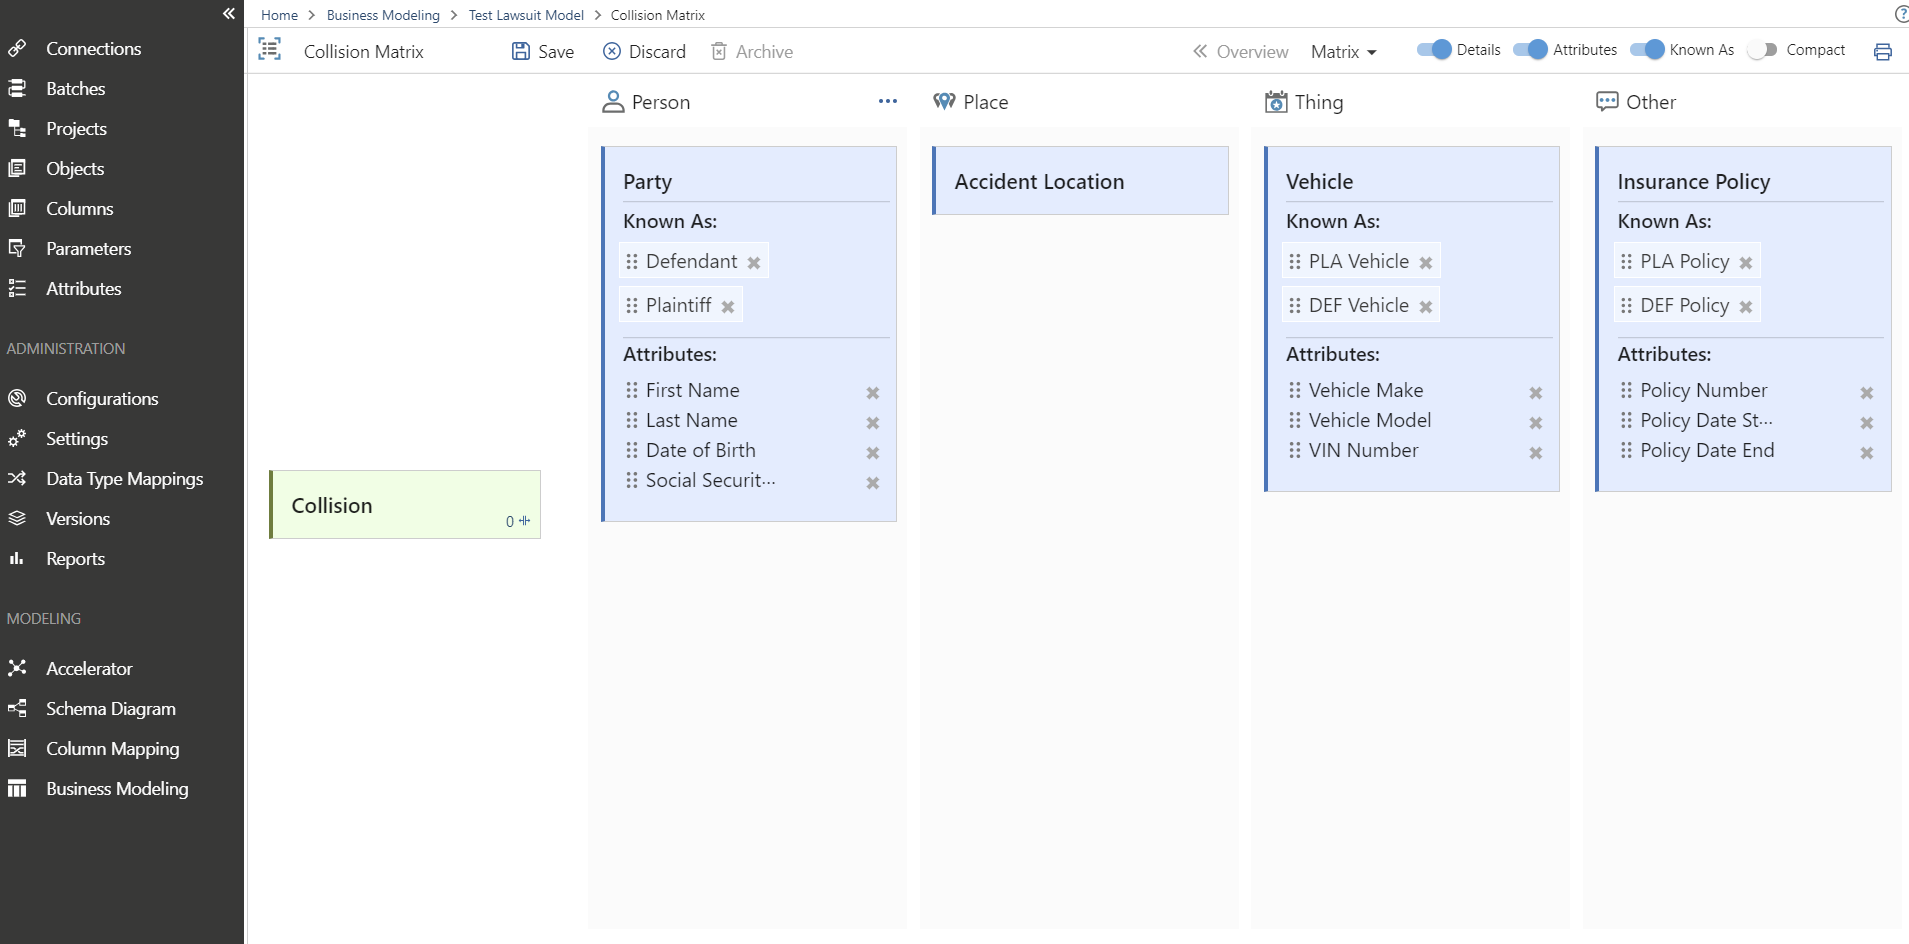 Home > Business Modeling > Test Lawsuit Model > Collision Matrix
Collision Matrix
Save
Discard
Archive
Overview
Matrix
Details
Attributes
Known As
Compact
Connections
Batches
Projects
Objects
Columns
Parameters
Attributes
ADMINISTRATION
Configurations
Settings
Data Type Mappings
Versions
Reports
MODELING
Accelerator
Schema Diagram
Column Mapping
Business Modeling
Collision
0
Person
Party
Known As:
Defendant
Plaintiff
Attributes:
First Name
Last Name
Date of Birth
Social Securit...
Place
Accident Location
Thing
Vehicle
Known As:
PLA Vehicle
DEF Vehicle
Attributes:
Vehicle Make
Vehicle Model
VIN Number
Other
Insurance Policy
Known As:
PLA Policy
DEF Policy
Attributes:
Policy Number
Policy Date St...
Policy Date End